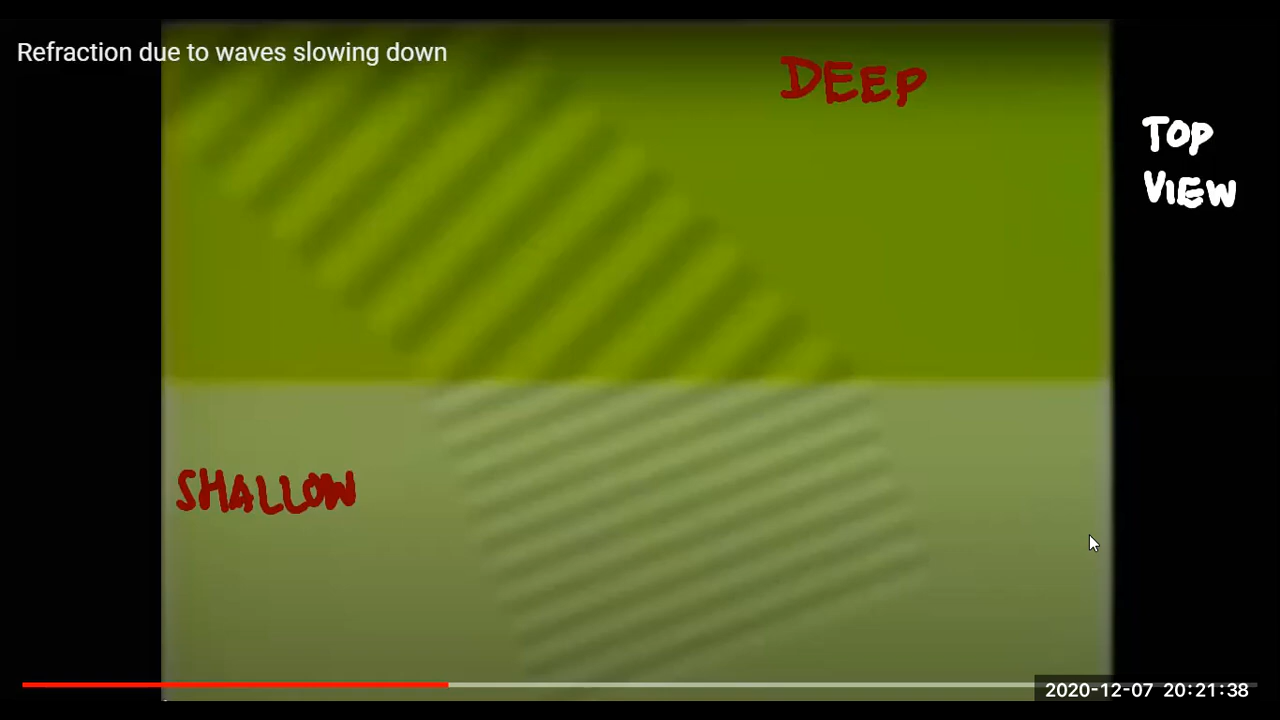 Refraction due to waves slowing down
DEEP
TOP
VIEW
SHALLOW
2020-12-07 20:21:38